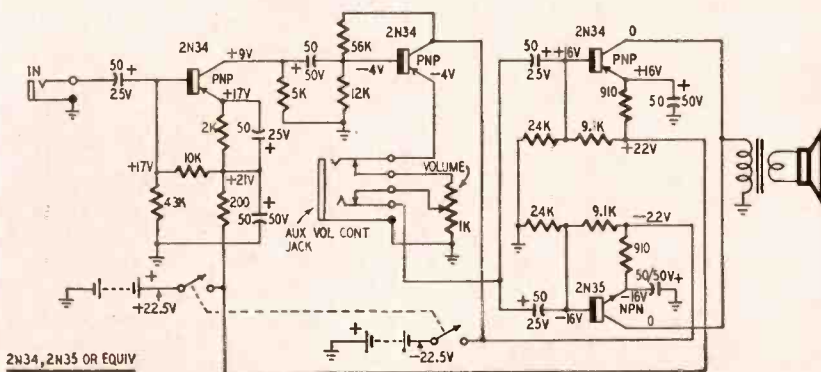 IN
50
+
25V
2N34
PNP
+9V
+17V
2K
50
25V
+
+17V
10K
+21V
43K
200
+
50
50V
5K
50
+
50V
56K
-4V
12K
2N34
PNP
-4V
VOLUME
1K
AUX VOL CONT
JACK
50
+
25V
+16V
2N34
PNP
0
+16V
910
+
50
50V
24K
9.1K
+22V
24K
9.1K
-22V
910
50/50V+
2N35
NPN
-16V
0
+
50
25V
-16V
+
+22.5V
+
-22.5V
2N34, 2N35 OR EQUIV